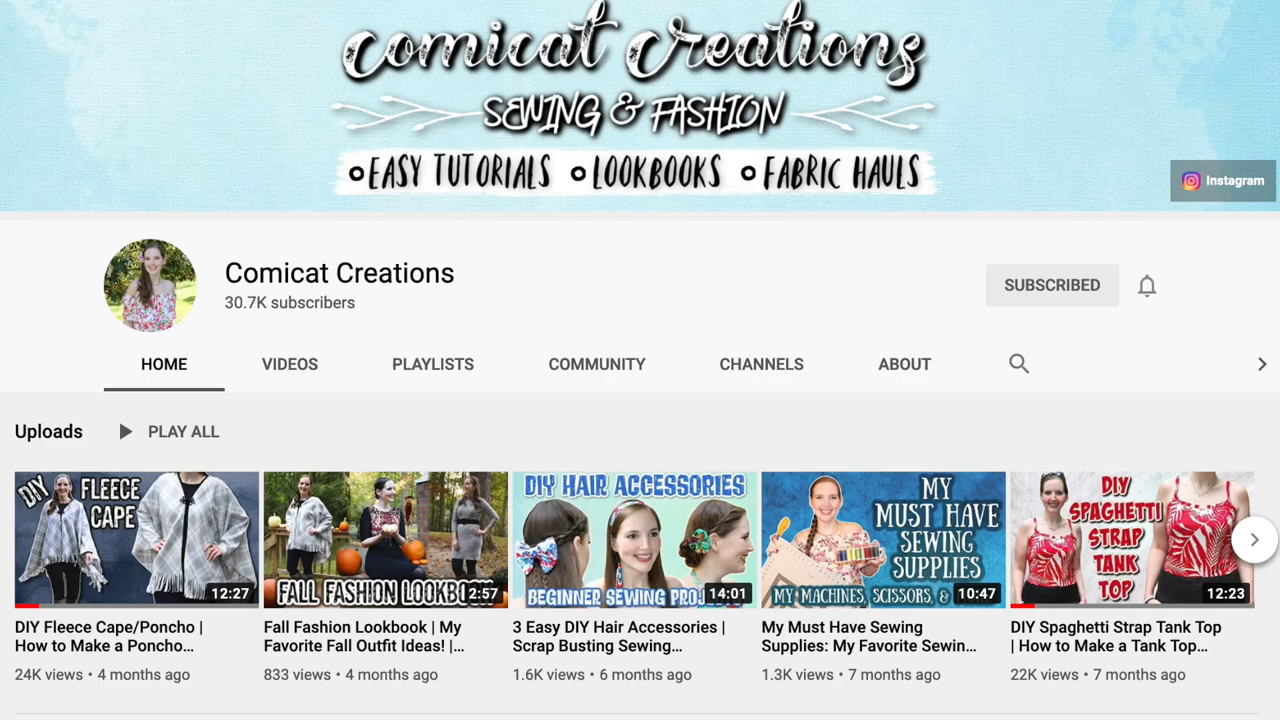 Comicat Creations
SEWING & FASHION
EASY TUTORIALS LOOKBOOKS FABRIC HAULS
Instagram
Comicat Creations
30.7K subscribers
SUBSCRIBED
HOME VIDEOS PLAYLISTS COMMUNITY CHANNELS ABOUT
Uploads PLAY ALL
DIY FLEECE CAPE
12:27
FALL FASHION LOOKBO
2:57
DIY HAIR ACCESSORIES
BEGINNER SEWING
14:01
MY
MUST HAVE
SEWING
SUPPLIES
MY MACHINES, SCISSORS, &
10:47
DIY
SPAGHETTI
STRAP
TANK
TOP
12:23
DIY Fleece Cape/Poncho |
How to Make a Poncho...
24K views • 4 months ago
Fall Fashion Lookbook | My
Favorite Fall Outfit Ideas! |...
833 views • 4 months ago
3 Easy DIY Hair Accessories |
Scrap Busting Sewing...
1.6K views • 6 months ago
My Must Have Sewing
Supplies: My Favorite Sewin...
1.3K views • 7 months ago
DIY Spaghetti Strap Tank Top
| How to Make a Tank Top...
22K views • 7 months ago